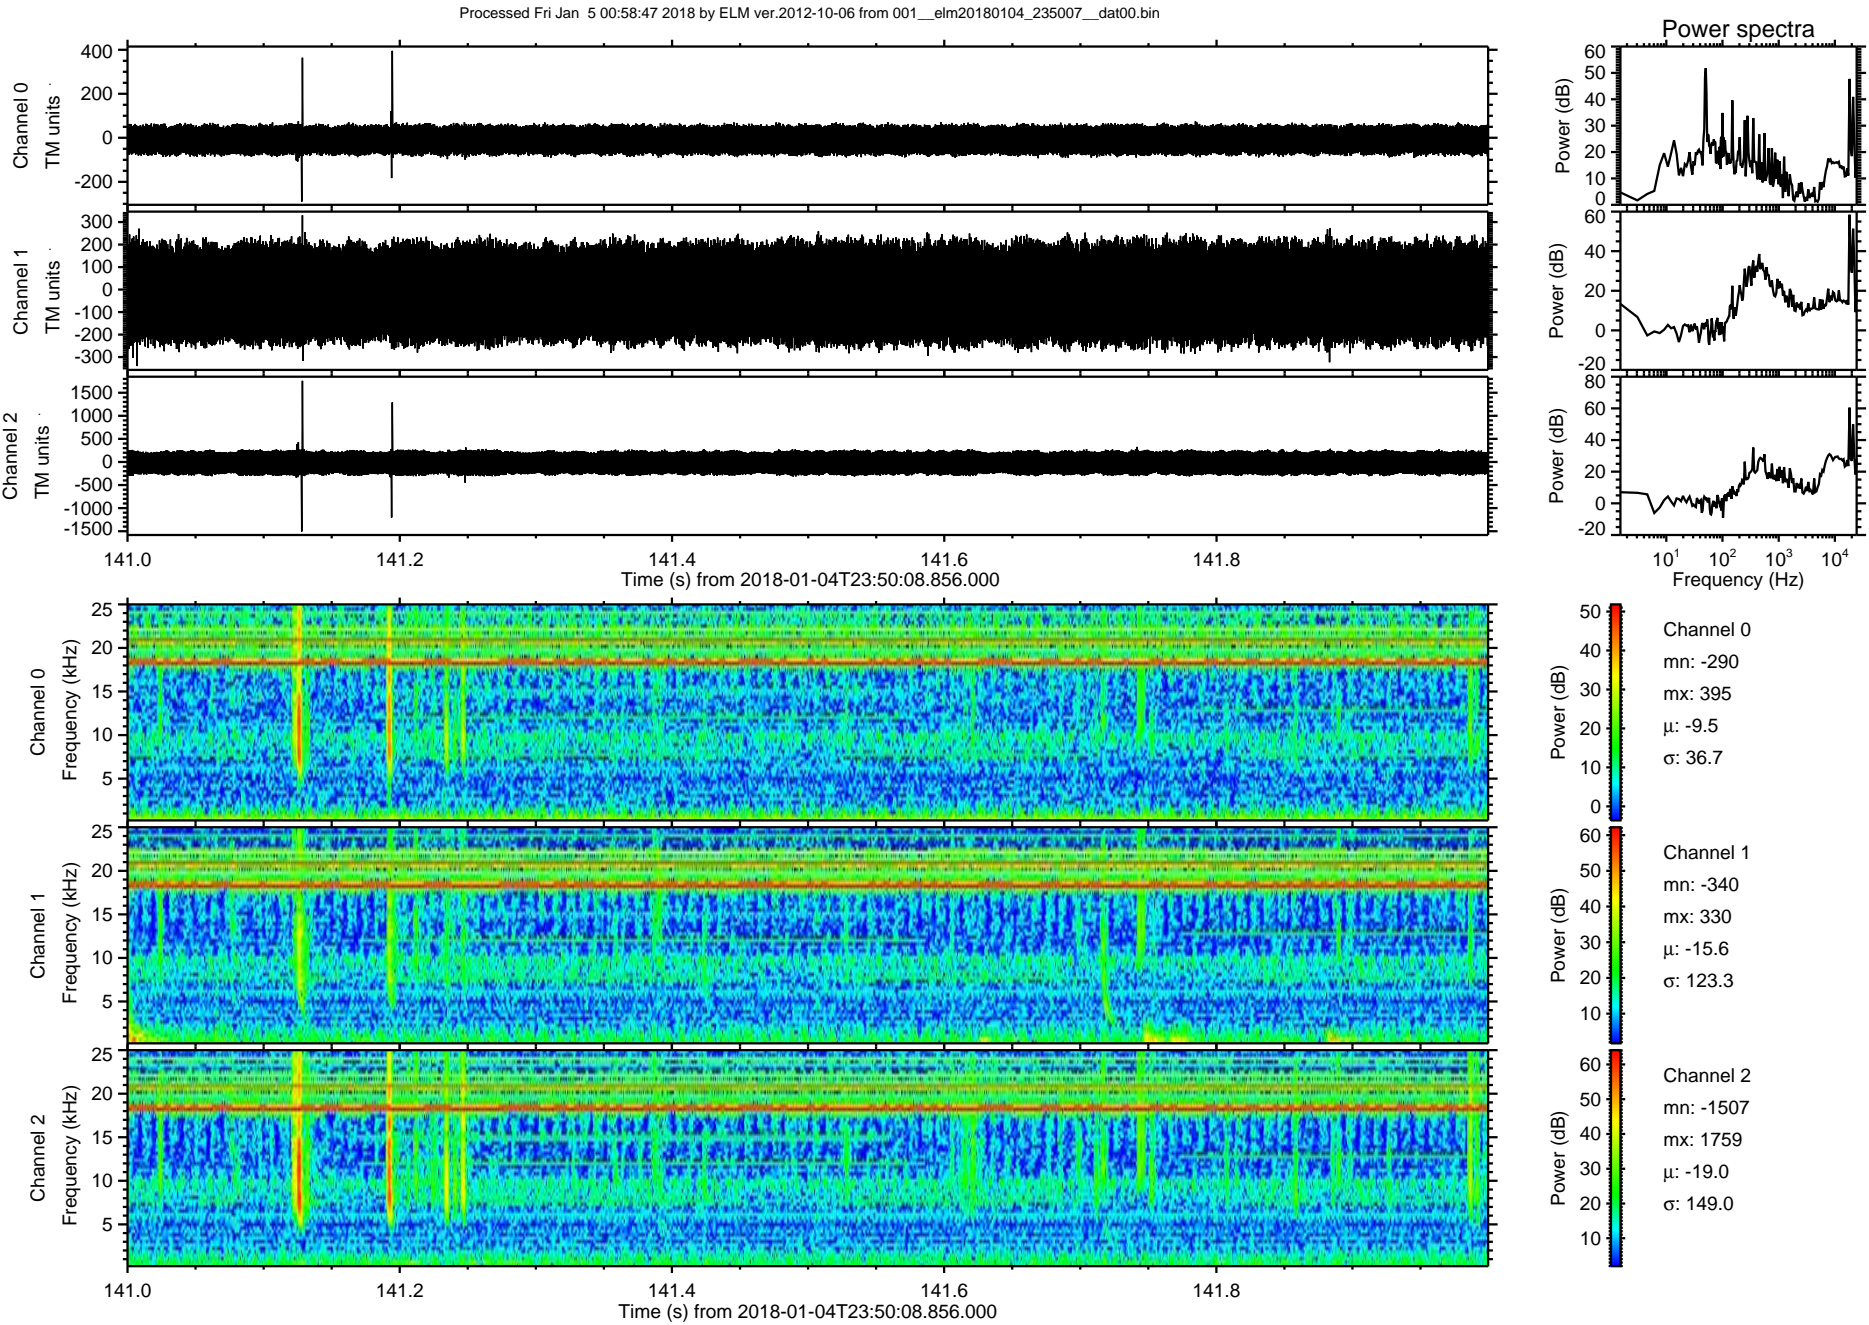 Processed Fri Jan 5 00:58:47 2018 by ELM ver.2012-10-06 from 001__elm20180104_235007__dat00.bin
Power spectra
Channel 0
TM units
400
200
0
-200
Power (dB)
60
50
40
30
20
10
0
Channel 1
TM units
300
200
100
0
-100
-200
-300
Power (dB)
60
40
20
0
-20
Channel 2
TM units
1500
1000
500
0
-500
-1000
-1500
Power (dB)
80
60
40
20
0
-20
141.0 141.2 141.4 141.6 141.8
Time (s) from 2018-01-04T23:50:08.856.000
10^1 10^2 10^3 10^4
Frequency (Hz)
Channel 0
Frequency (kHz)
25
20
15
10
5
Power (dB)
50
40
30
20
10
0
Channel 0
mn: -290
mx: 395
μ: -9.5
σ: 36.7
Channel 1
Frequency (kHz)
25
20
15
10
5
Power (dB)
60
50
40
30
20
10
Channel 1
mn: -340
mx: 330
μ: -15.6
σ: 123.3
Channel 2
Frequency (kHz)
25
20
15
10
5
Power (dB)
60
50
40
30
20
10
Channel 2
mn: -1507
mx: 1759
μ: -19.0
σ: 149.0
141.0 141.2 141.4 141.6 141.8
Time (s) from 2018-01-04T23:50:08.856.000